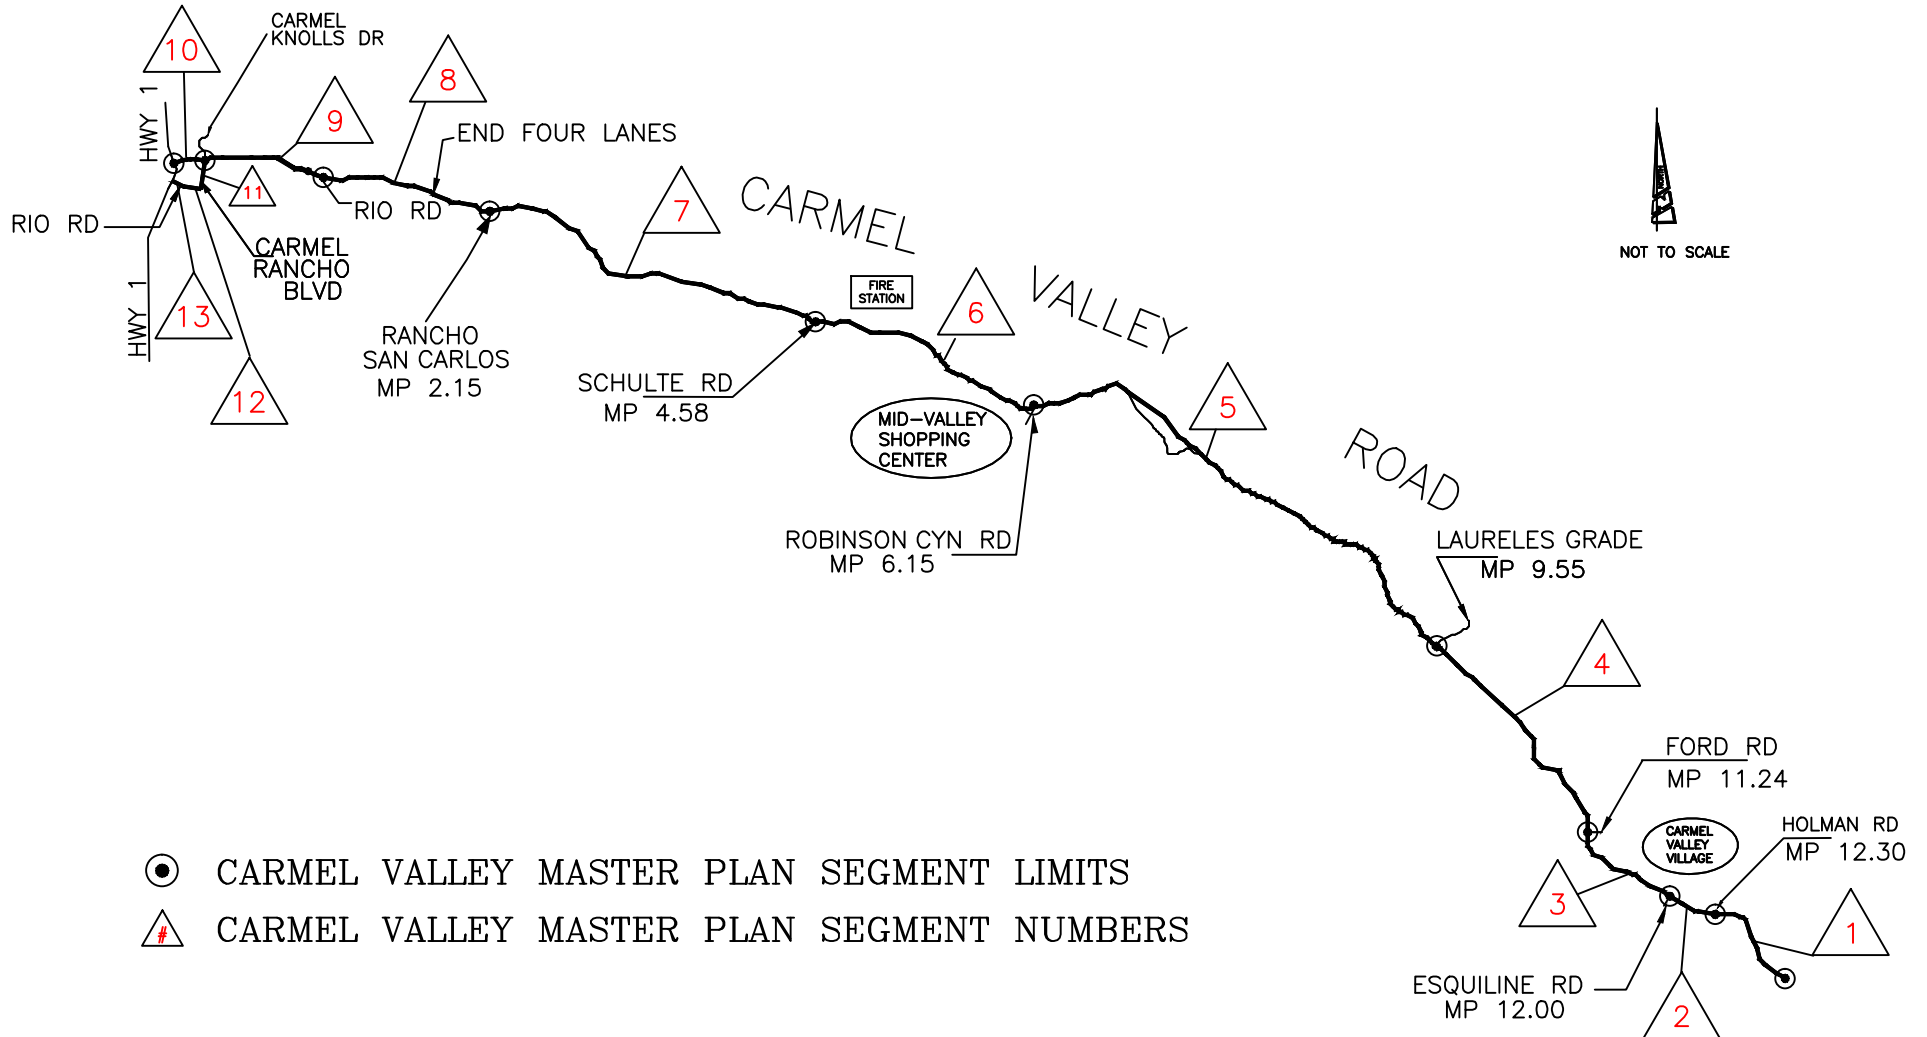 10
CARMEL
KNOLLS DR
8
HWY 1
9
END FOUR LANES
11
RIO RD
RIO RD
7
CARMEL
VALLEY
ROAD
NORTH
NOT TO SCALE
CARMEL
RANCHO
BLVD
FIRE
STATION
6
13
HWY 1
RANCHO
SAN CARLOS
MP 2.15
12
SCHULTE RD
MP 4.58
MID-VALLEY
SHOPPING
CENTER
5
ROBINSON CYN RD
MP 6.15
LAURELES GRADE
MP 9.55
4
FORD RD
MP 11.24
CARMEL
VALLEY
VILLAGE
HOLMAN RD
MP 12.30
3
1
ESQUILINE RD
MP 12.00
2
CARMEL VALLEY MASTER PLAN SEGMENT LIMITS
# CARMEL VALLEY MASTER PLAN SEGMENT NUMBERS